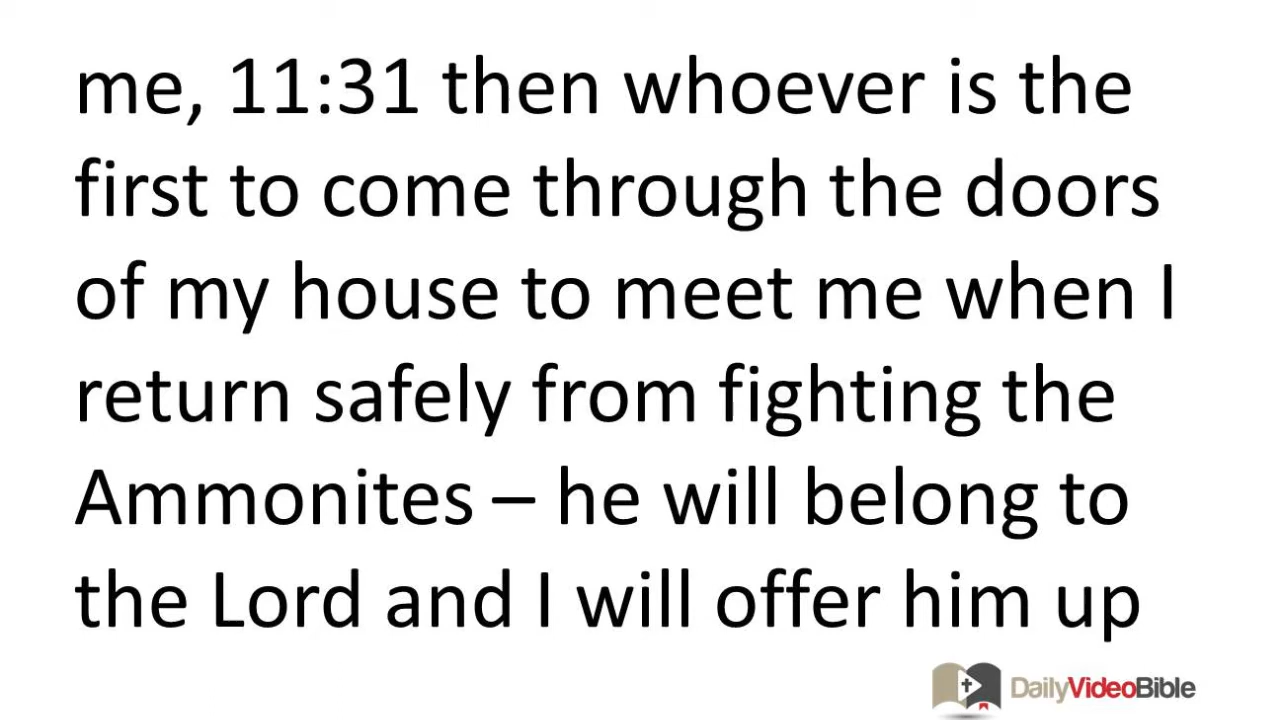 me, 11:31 then whoever is the
first to come through the doors
of my house to meet me when I
return safely from fighting the
Ammonites – he will belong to
the Lord and I will offer him up
DailyVideoBible